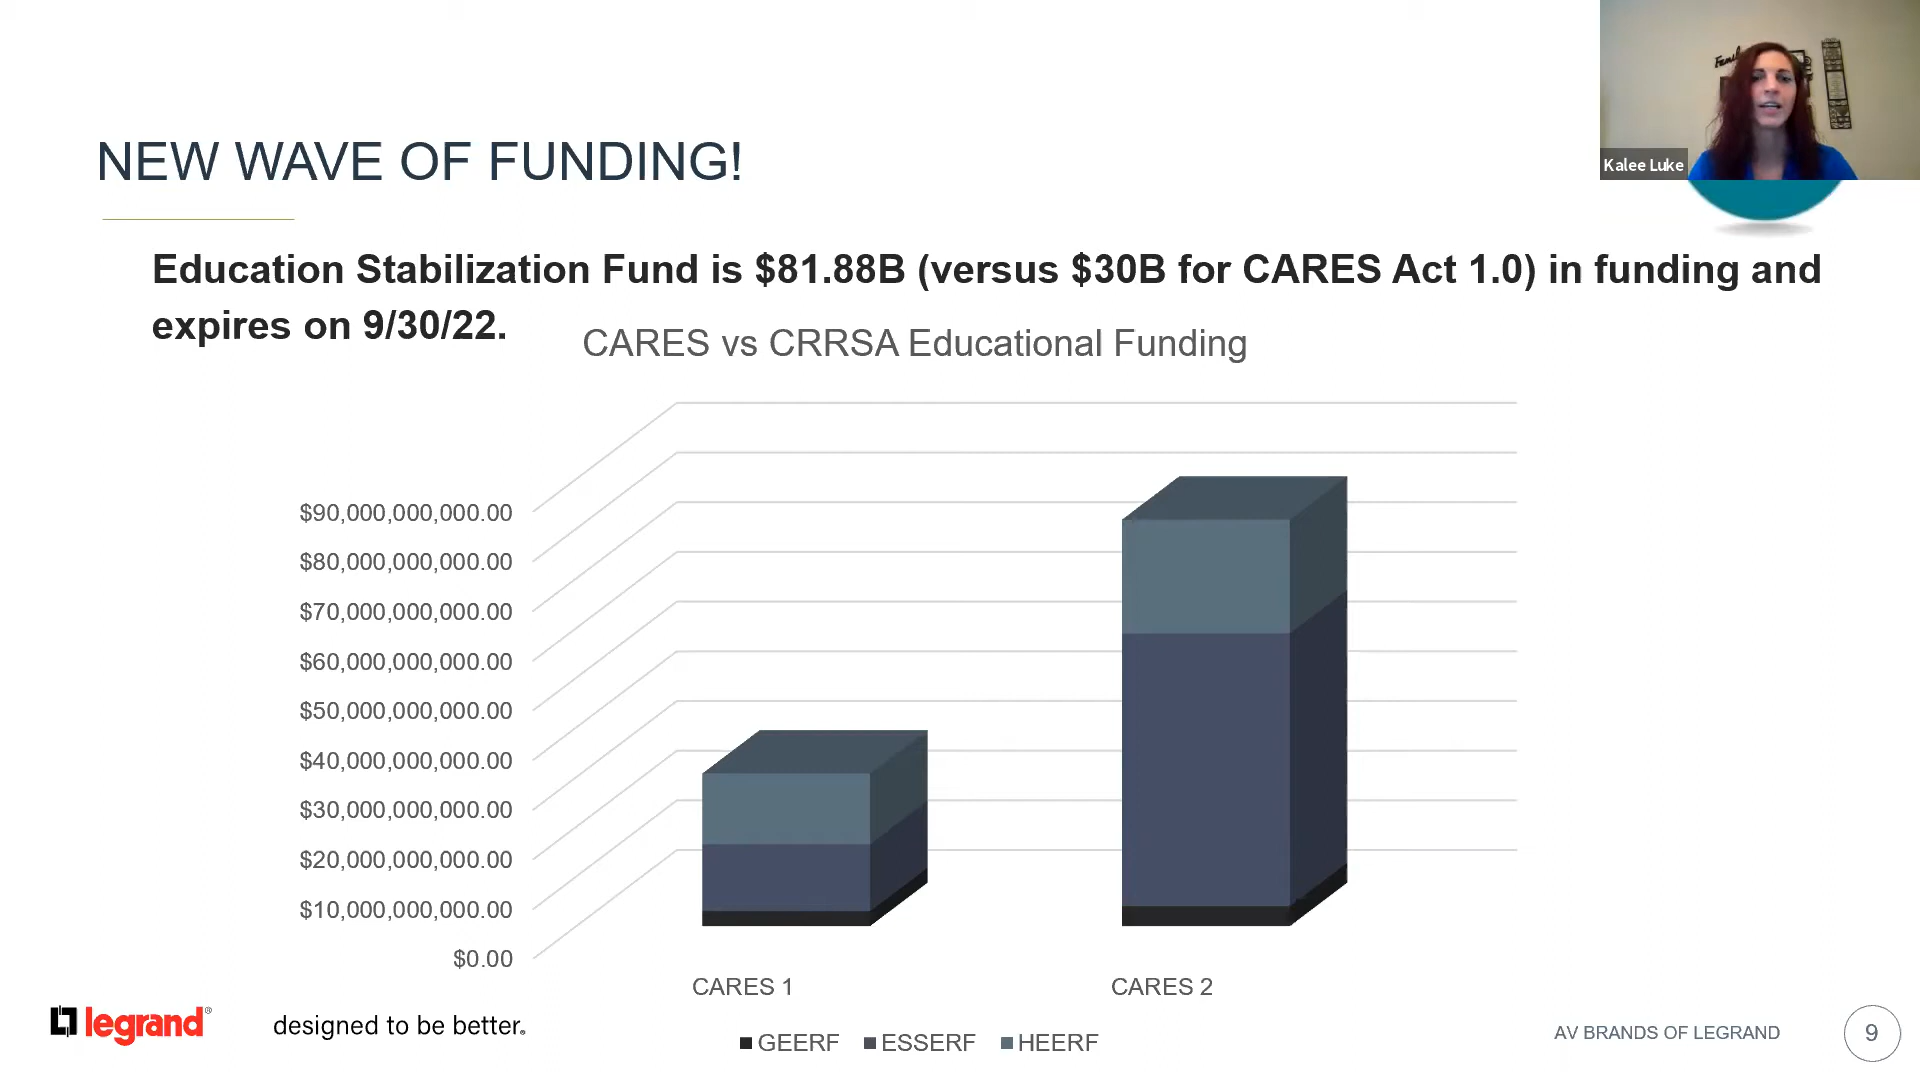 Kalee Luke
NEW WAVE OF FUNDING!
Education Stabilization Fund is $81.88B (versus $30B for CARES Act 1.0) in funding and
expires on 9/30/22.
CARES vs CRRSA Educational Funding
$90,000,000,000.00
$80,000,000,000.00
$70,000,000,000.00
$60,000,000,000.00
$50,000,000,000.00
$40,000,000,000.00
$30,000,000,000.00
$20,000,000,000.00
$10,000,000,000.00
$0.00
CARES 1
CARES 2
GEERF ESSERF HEERF
legrand®
designed to be better.
AV BRANDS OF LEGRAND
9